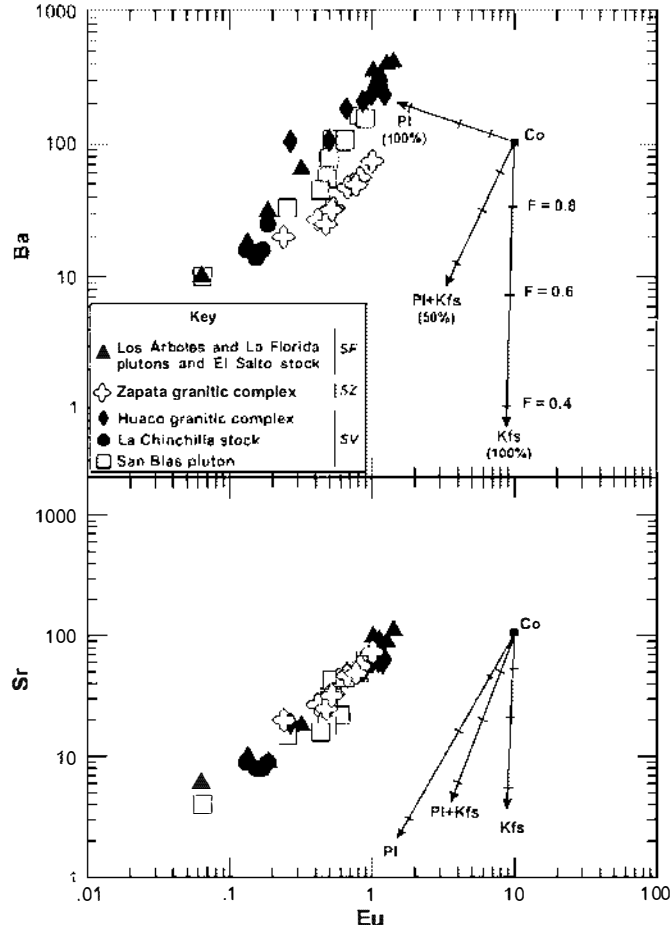 1000
100
10
1
Ba
Pl
(100%)
Co
F = 0.8
F = 0.6
F = 0.4
Pl+Kfs
(50%)
Kfs
(100%)
Key
Los Arboles and La Florida
plutons and El Salto stock
SF
Zapata granitic complex
SZ
Huaco granitic complex
La Chinchilla stock
SV
San Blas pluton
1000
100
10
1
Sr
Co
Pl
Pl+Kfs
Kfs
.01
0.1
1
10
100
Eu